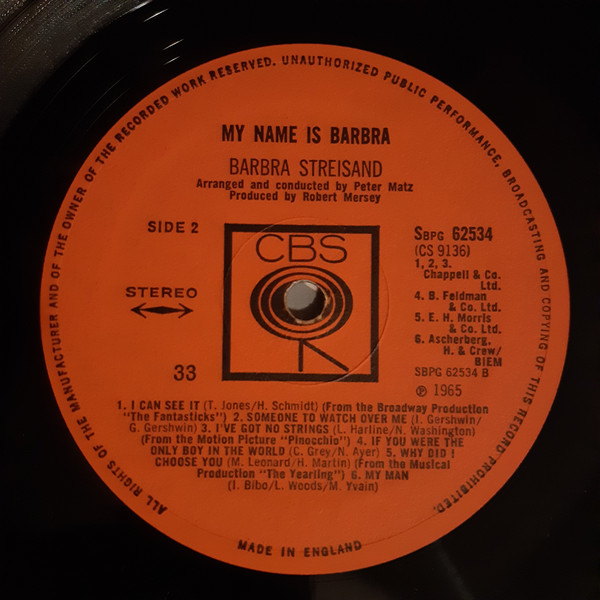 ALL RIGHTS OF THE MANUFACTURER AND OF THE OWNER OF THE RECORDED WORK RESERVED. UNAUTHORIZED PUBLIC PERFORMANCE, BROADCASTING AND COPYING OF THIS RECORD PROHIBITED.
MY NAME IS BARBRA
BARBRA STREISAND
Arranged and conducted by Peter Matz
Produced by Robert Mersey
SIDE 2
CBS
STEREO
33
SBPG 62534
(CS 9136)
1, 2, 3.
Chappell & Co.
Ltd.
4. B. Feldman
& Co. Ltd.
5. E. H. Morris
& Co. Ltd.
6. Ascherberg,
H. & Crew/
BIEM
SBPG 62534 B
℗ 1965
1. I CAN SEE IT (T. Jones/H. Schmidt) (From the Broadway Production
"The Fantasticks") 2. SOMEONE TO WATCH OVER ME (I. Gershwin/
G. Gershwin) 3. I'VE GOT NO STRINGS (L. Harline/N. Washington)
(From the Motion Picture "Pinocchio") 4. IF YOU WERE THE
ONLY BOY IN THE WORLD (C. Grey/N. Ayer) 5. WHY DID I
CHOOSE YOU (M. Leonard/H. Martin) (From the Musical
Production "The Yearling") 6. MY MAN
(I. Bibo/L. Woods/M. Yvain)
MADE IN ENGLAND